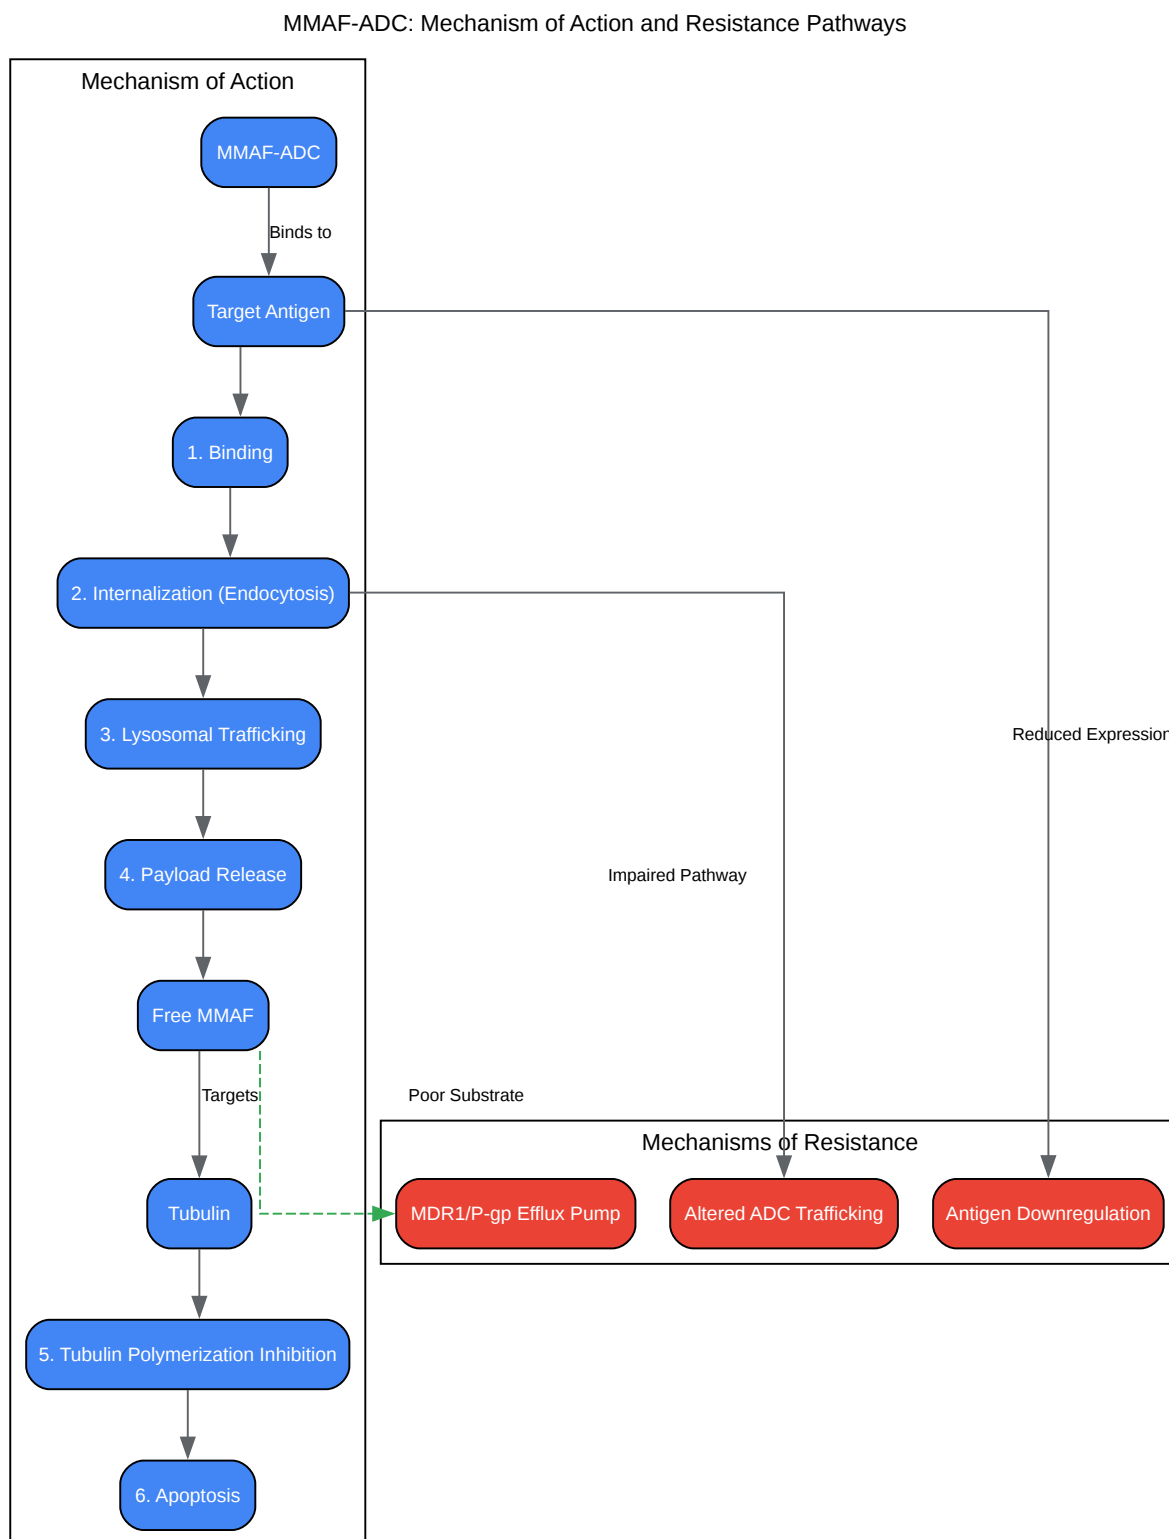 MMAF-ADC: Mechanism of Action and Resistance Pathways
Mechanism of Action
MMAF-ADC
Binds to
Target Antigen
1. Binding
2. Internalization (Endocytosis)
3. Lysosomal Trafficking
Reduced Expression
4. Payload Release
Impaired Pathway
Free MMAF
Targets
Poor Substrate
Mechanisms of Resistance
Tubulin
MDR1/P-gp Efflux Pump
Altered ADC Trafficking
Antigen Downregulation
5. Tubulin Polymerization Inhibition
6. Apoptosis